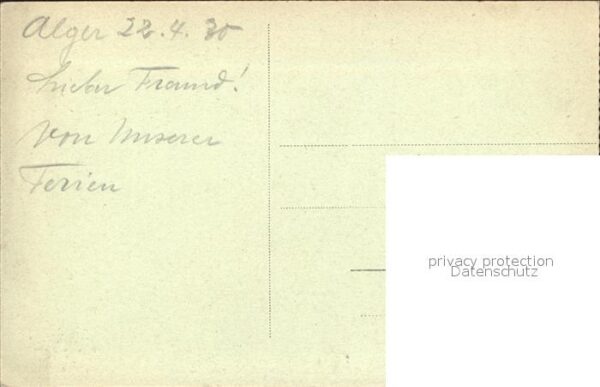 Alger 22.4.30
Lieber Freund!
Von Unserer
Ferien
privacy protection
Datenschutz